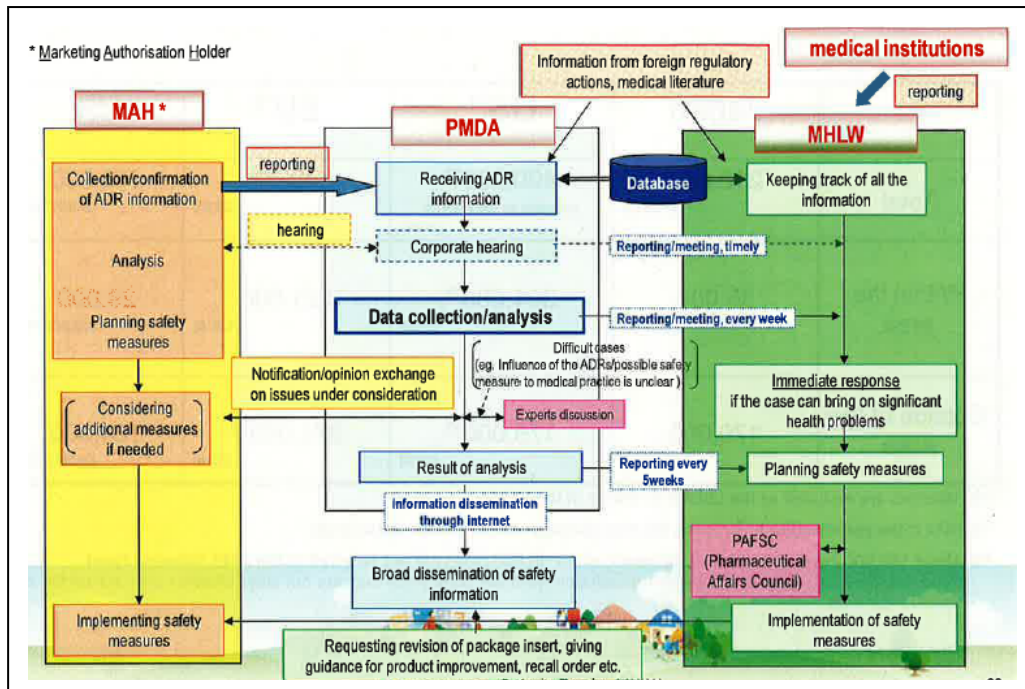 * Marketing Authorisation Holder
Information from foreign regulatory
actions, medical literature
medical institutions
reporting
MAH *
PMDA
MHLW
Collection/confirmation
of ADR information
reporting
Receiving ADR
information
Database
Keeping track of all the
information
hearing
Corporate hearing
Reporting/meeting, timely
Analysis
Planning safety
measures
Data collection/analysis
Reporting/meeting, every week
Difficult cases
(eg. Influence of the ADRs/possible safety
measure to medical practice is unclear )
Notification/opinion exchange
on issues under consideration
Immediate response
if the case can bring on significant
health problems
Considering
additional measures
if needed
Experts discussion
Result of analysis
Reporting every
5weeks
Planning safety measures
Information dissemination
through internet
PAFSC
(Pharmaceutical
Affairs Council)
Broad dissemination of safety
information
Implementing safety
measures
Implementation of safety
measures
Requesting revision of package insert, giving
guidance for product improvement, recall order etc.